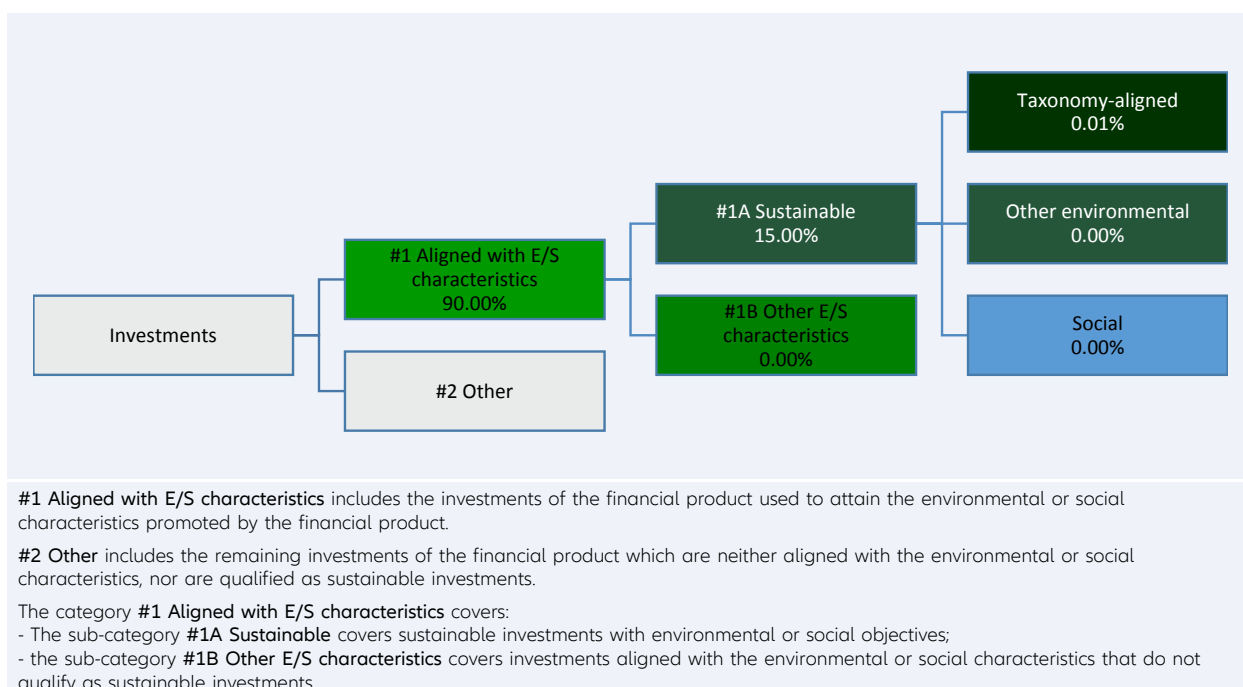 Taxonomy-aligned
0.01%
#1A Sustainable
15.00%
Other environmental
0.00%
#1 Aligned with E/S
characteristics
90.00%
Investments
#1B Other E/S
characteristics
0.00%
Social
0.00%
#2 Other
#1 Aligned with E/S characteristics includes the investments of the financial product used to attain the environmental or social
characteristics promoted by the financial product.
#2 Other includes the remaining investments of the financial product which are neither aligned with the environmental or social
characteristics, nor are qualified as sustainable investments.
The category #1 Aligned with E/S characteristics covers:
- The sub-category #1A Sustainable covers sustainable investments with environmental or social objectives;
- the sub-category #1B Other E/S characteristics covers investments aligned with the environmental or social characteristics that do not
qualify as sustainable investments.